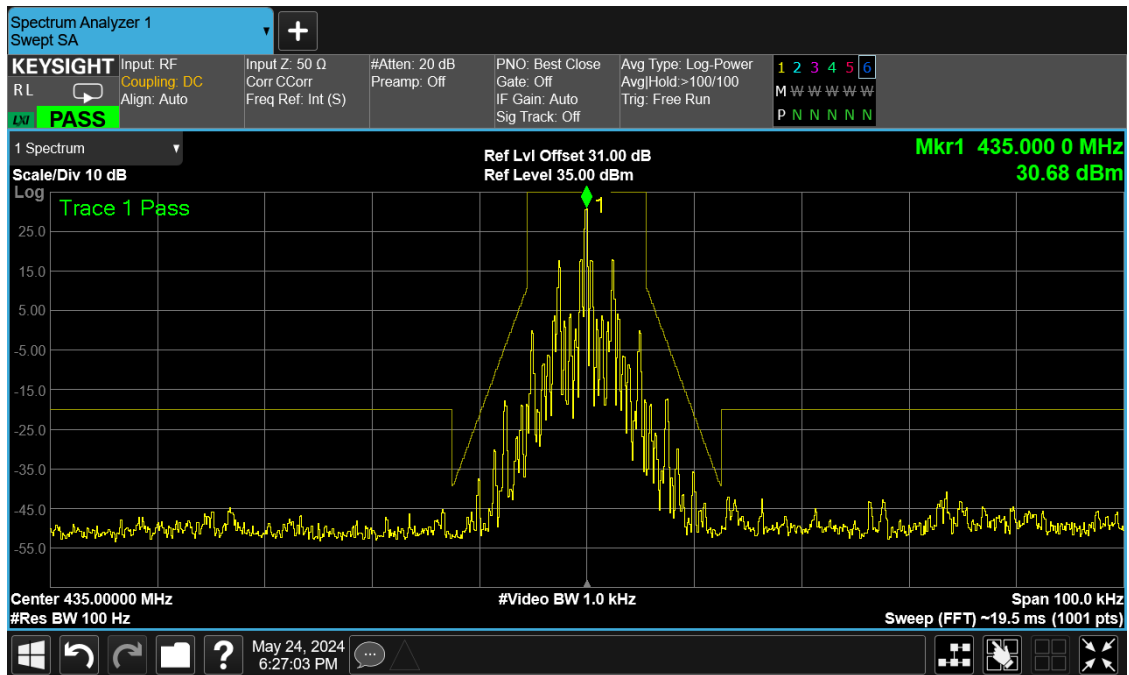 Spectrum Analyzer 1
Swept SA
+
KEYSIGHT
R L
LXI PASS
Input: RF
Coupling: DC
Align: Auto
Input Z: 50 Ω
Corr CCorr
Freq Ref: Int (S)
#Atten: 20 dB
Preamp: Off
PNO: Best Close
Gate: Off
IF Gain: Auto
Sig Track: Off
Avg Type: Log-Power
Avg|Hold:>100/100
Trig: Free Run
1 2 3 4 5 6
M W W W W W
P N N N N N
1 Spectrum
Scale/Div 10 dB
Ref Lvl Offset 31.00 dB
Ref Level 35.00 dBm
Mkr1 435.000 0 MHz
30.68 dBm
Log
Trace 1 Pass
1
25.0
15.0
5.00
-5.00
-15.0
-25.0
-35.0
-45.0
-55.0
Center 435.00000 MHz
#Video BW 1.0 kHz
Span 100.0 kHz
#Res BW 100 Hz
Sweep (FFT) ~19.5 ms (1001 pts)
?
May 24, 2024
6:27:03 PM